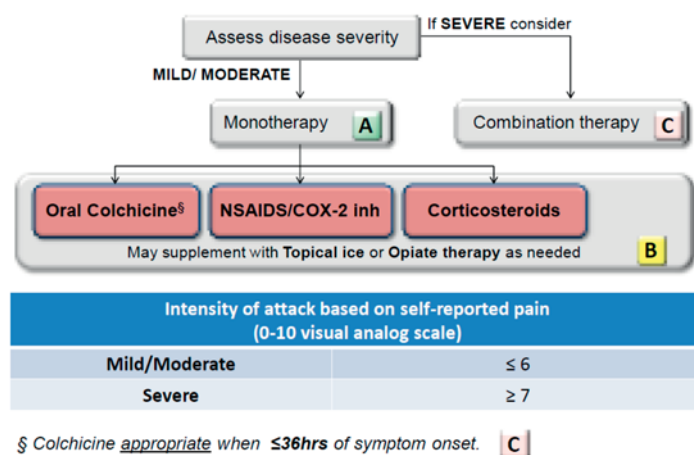 Assess disease severity
If SEVERE consider
MILD/ MODERATE
Monotherapy A
Combination therapy C
Oral Colchicine§
NSAIDS/COX-2 inh
Corticosteroids
May supplement with Topical ice or Opiate therapy as needed B
Intensity of attack based on self-reported pain
(0-10 visual analog scale)
Mild/Moderate ≤ 6
Severe ≥ 7
§ Colchicine appropriate when ≤36hrs of symptom onset. C